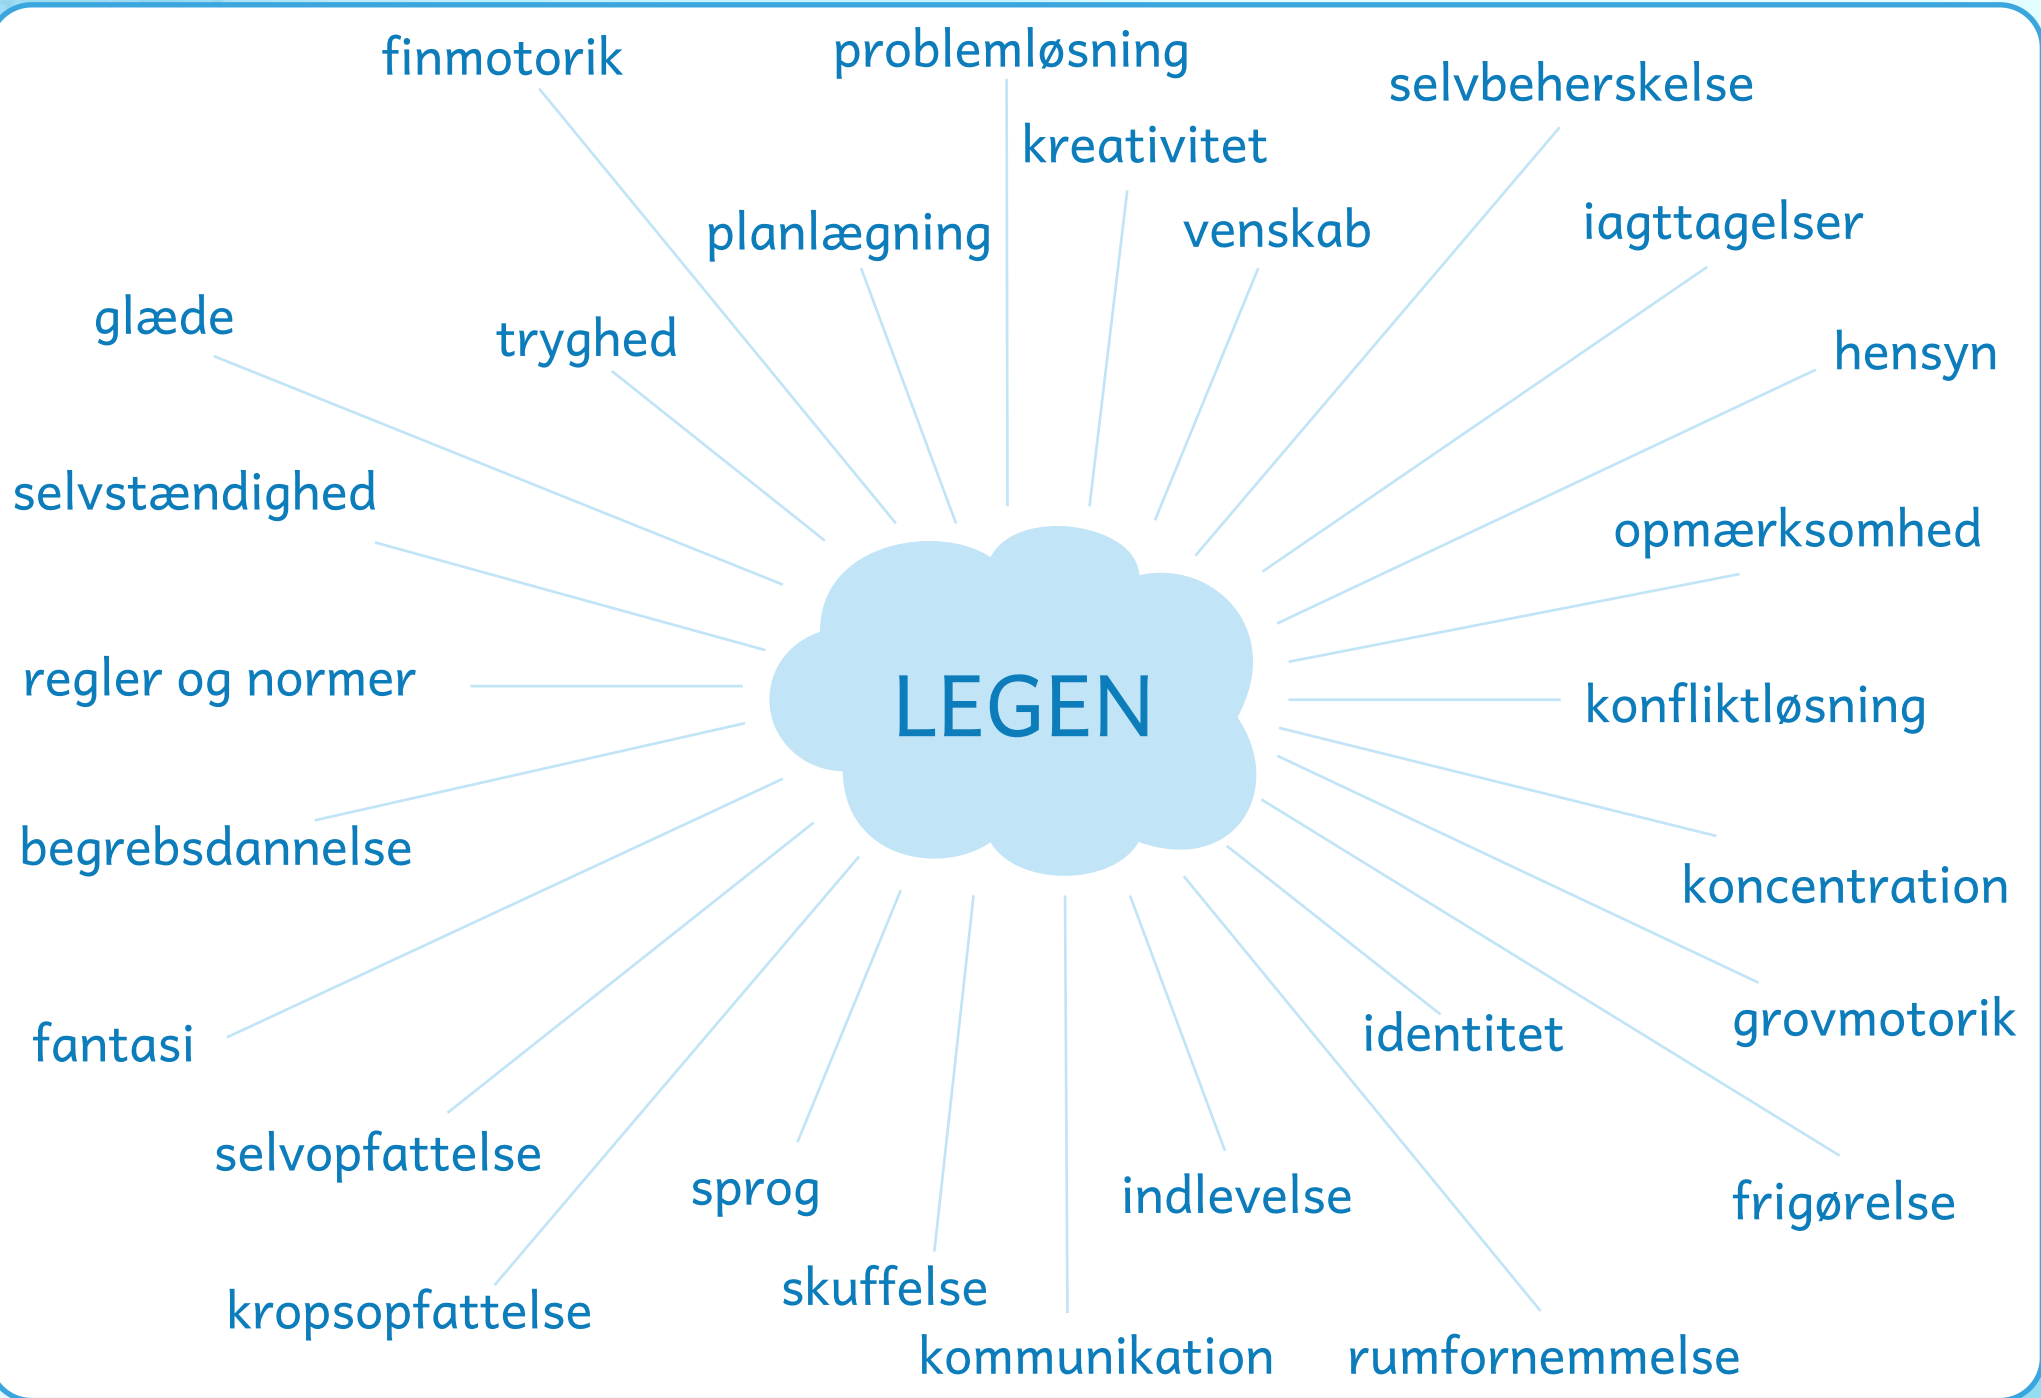 finmotorik
problemløsning
selvbeherskelse
kreativitet
planlægning
venskab
iagttagelser
glæde
tryghed
hensyn
selvstændighed
opmærksomhed
regler og normer
LEGEN
konfliktløsning
begrebsdannelse
koncentration
fantasi
identitet
grovmotorik
selvopfattelse
sprog
indlevelse
frigørelse
kropsopfattelse
skuffelse
kommunikation
rumfornemmelse